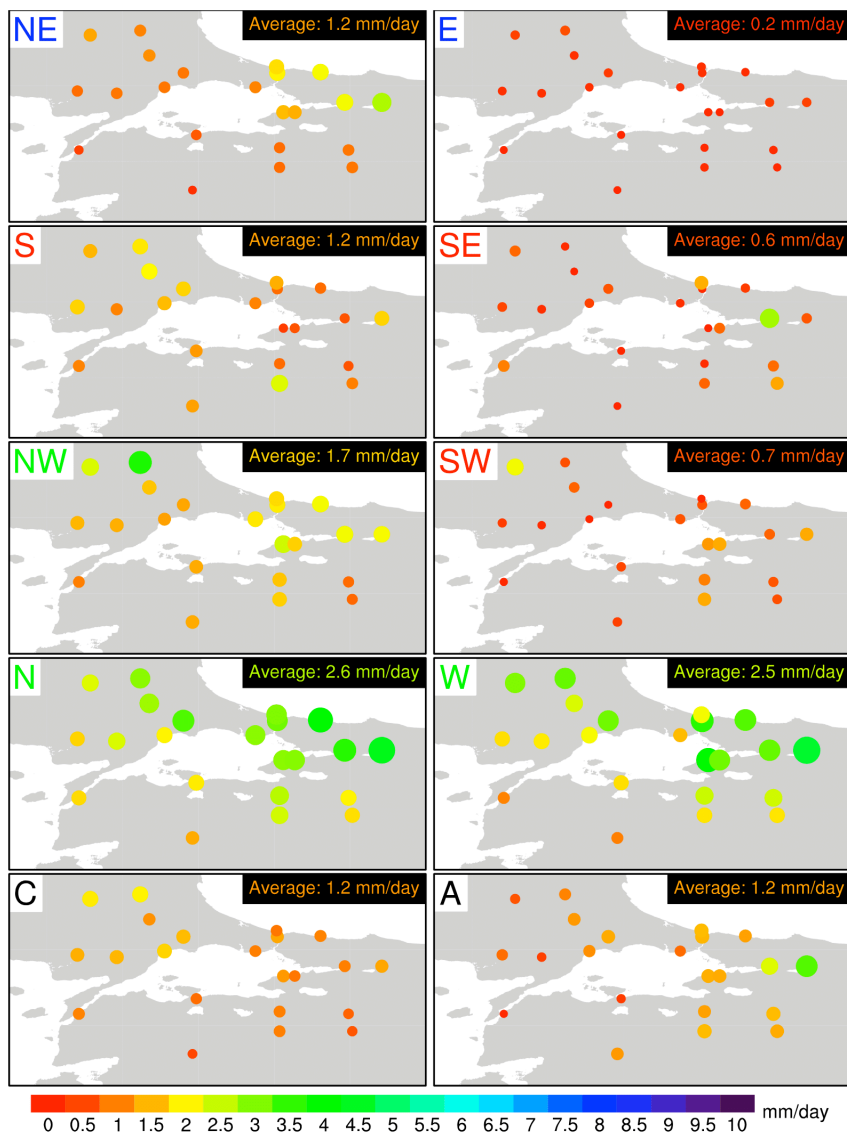 NE
Average: 1.2 mm/day
E
Average: 0.2 mm/day
S
Average: 1.2 mm/day
SE
Average: 0.6 mm/day
NW
Average: 1.7 mm/day
SW
Average: 0.7 mm/day
N
Average: 2.6 mm/day
W
Average: 2.5 mm/day
C
Average: 1.2 mm/day
A
Average: 1.2 mm/day
0 0.5 1 1.5 2 2.5 3 3.5 4 4.5 5 5.5 6 6.5 7 7.5 8 8.5 9 9.5 10 mm/day